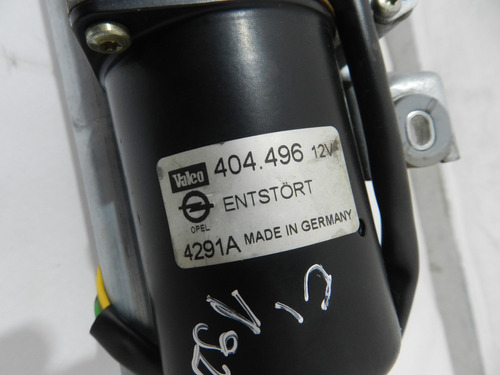 Valeo 404.496 12V
ENTSTÖRT
OPEL
4291A MADE IN GERMANY